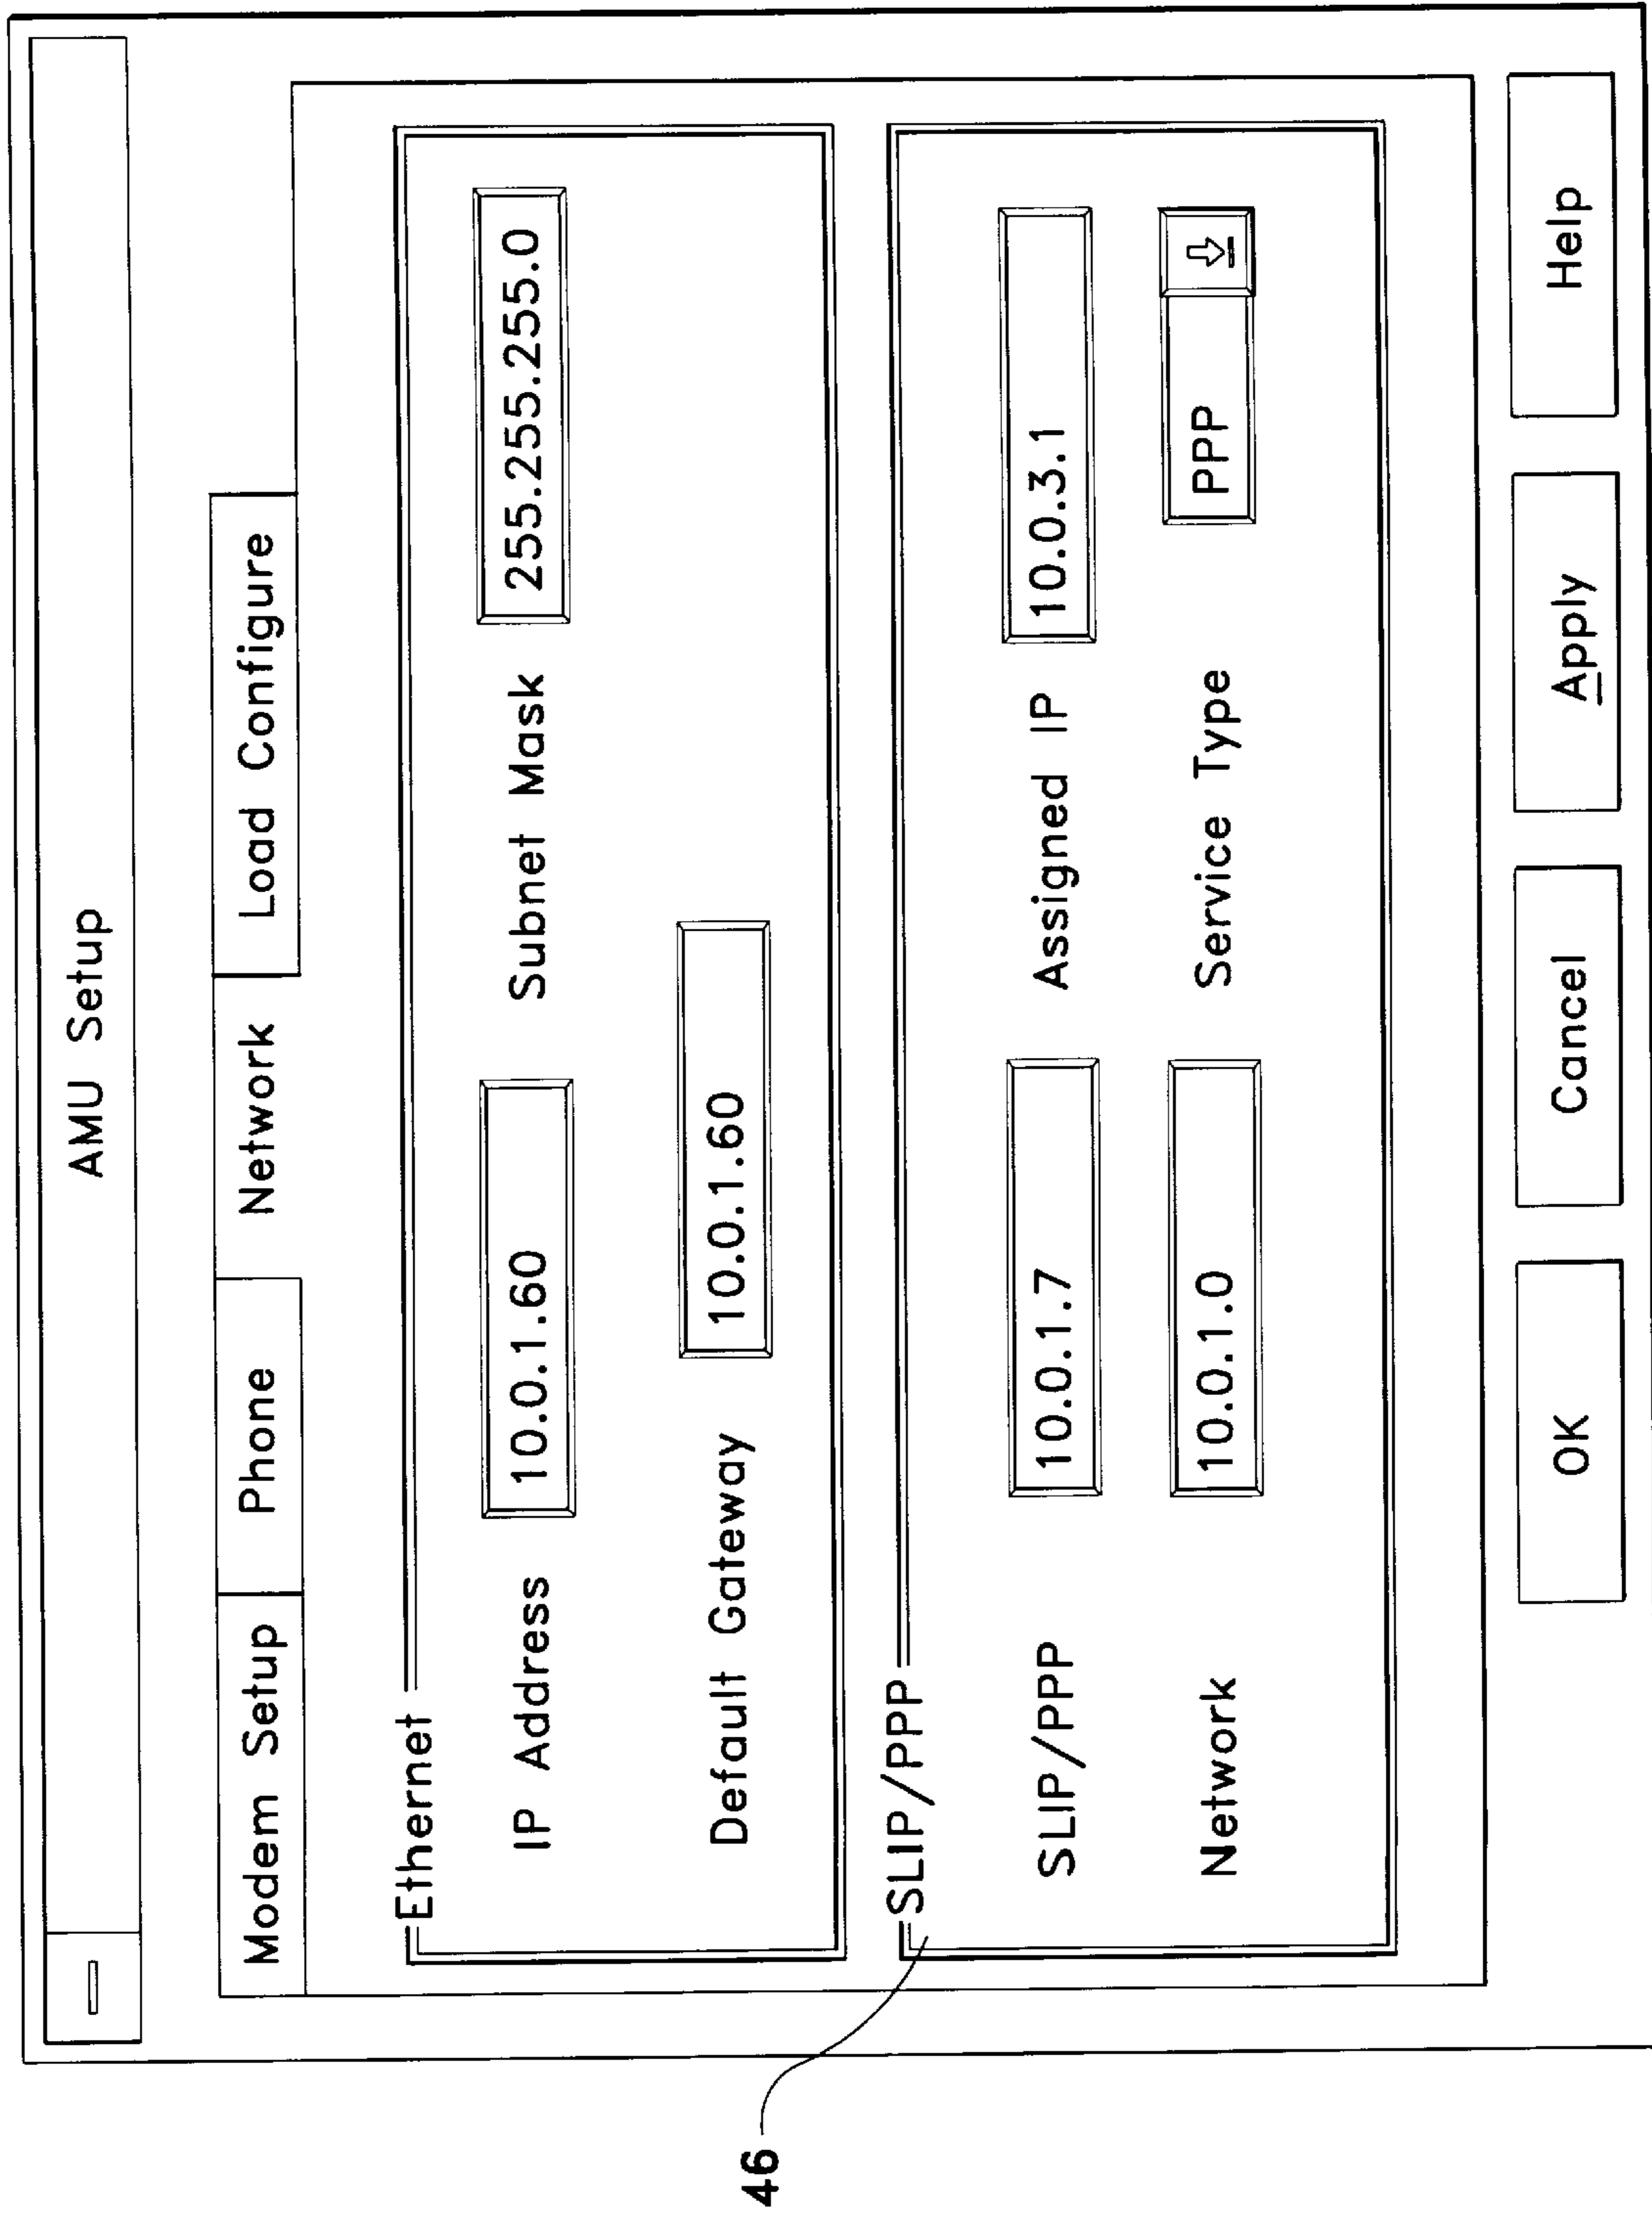 AMU Setup
Modem Setup Phone Network Load Configure
Ethernet
IP Address 10.0.1.60 Subnet Mask 255.255.255.0
Default Gateway 10.0.1.60
SLIP/PPP
SLIP/PPP 10.0.1.7 Assigned IP 10.0.3.1
Network 10.0.1.0 Service Type PPP
OK Cancel Apply Help
46